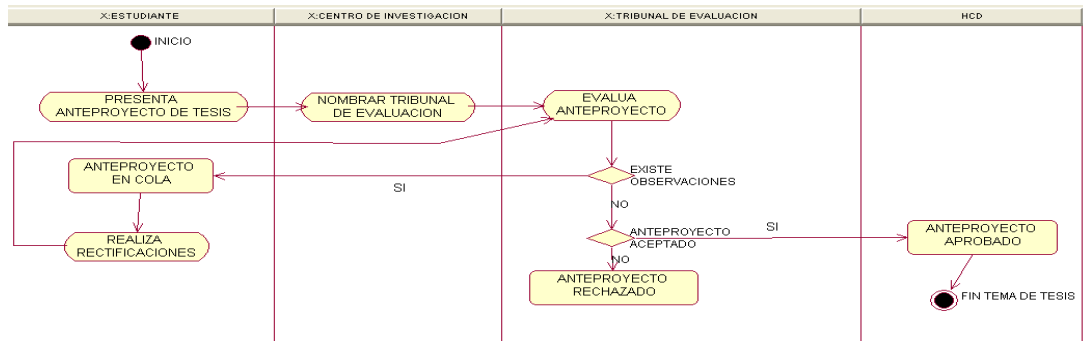 X:ESTUDIANTE
X:CENTRO DE INVESTIGACION
X:TRIBUNAL DE EVALUACION
HCD
INICIO
PRESENTA
ANTEPROYECTO DE TESIS
NOMBRAR TRIBUNAL
DE EVALUACION
EVALUA
ANTEPROYECTO
ANTEPROYECTO
EN COLA
SI
EXISTE
OBSERVACIONES
NO
REALIZA
RECTIFICACIONES
ANTEPROYECTO
ACEPTADO
SI
ANTEPROYECTO
APROBADO
NO
ANTEPROYECTO
RECHAZADO
FIN TEMA DE TESIS